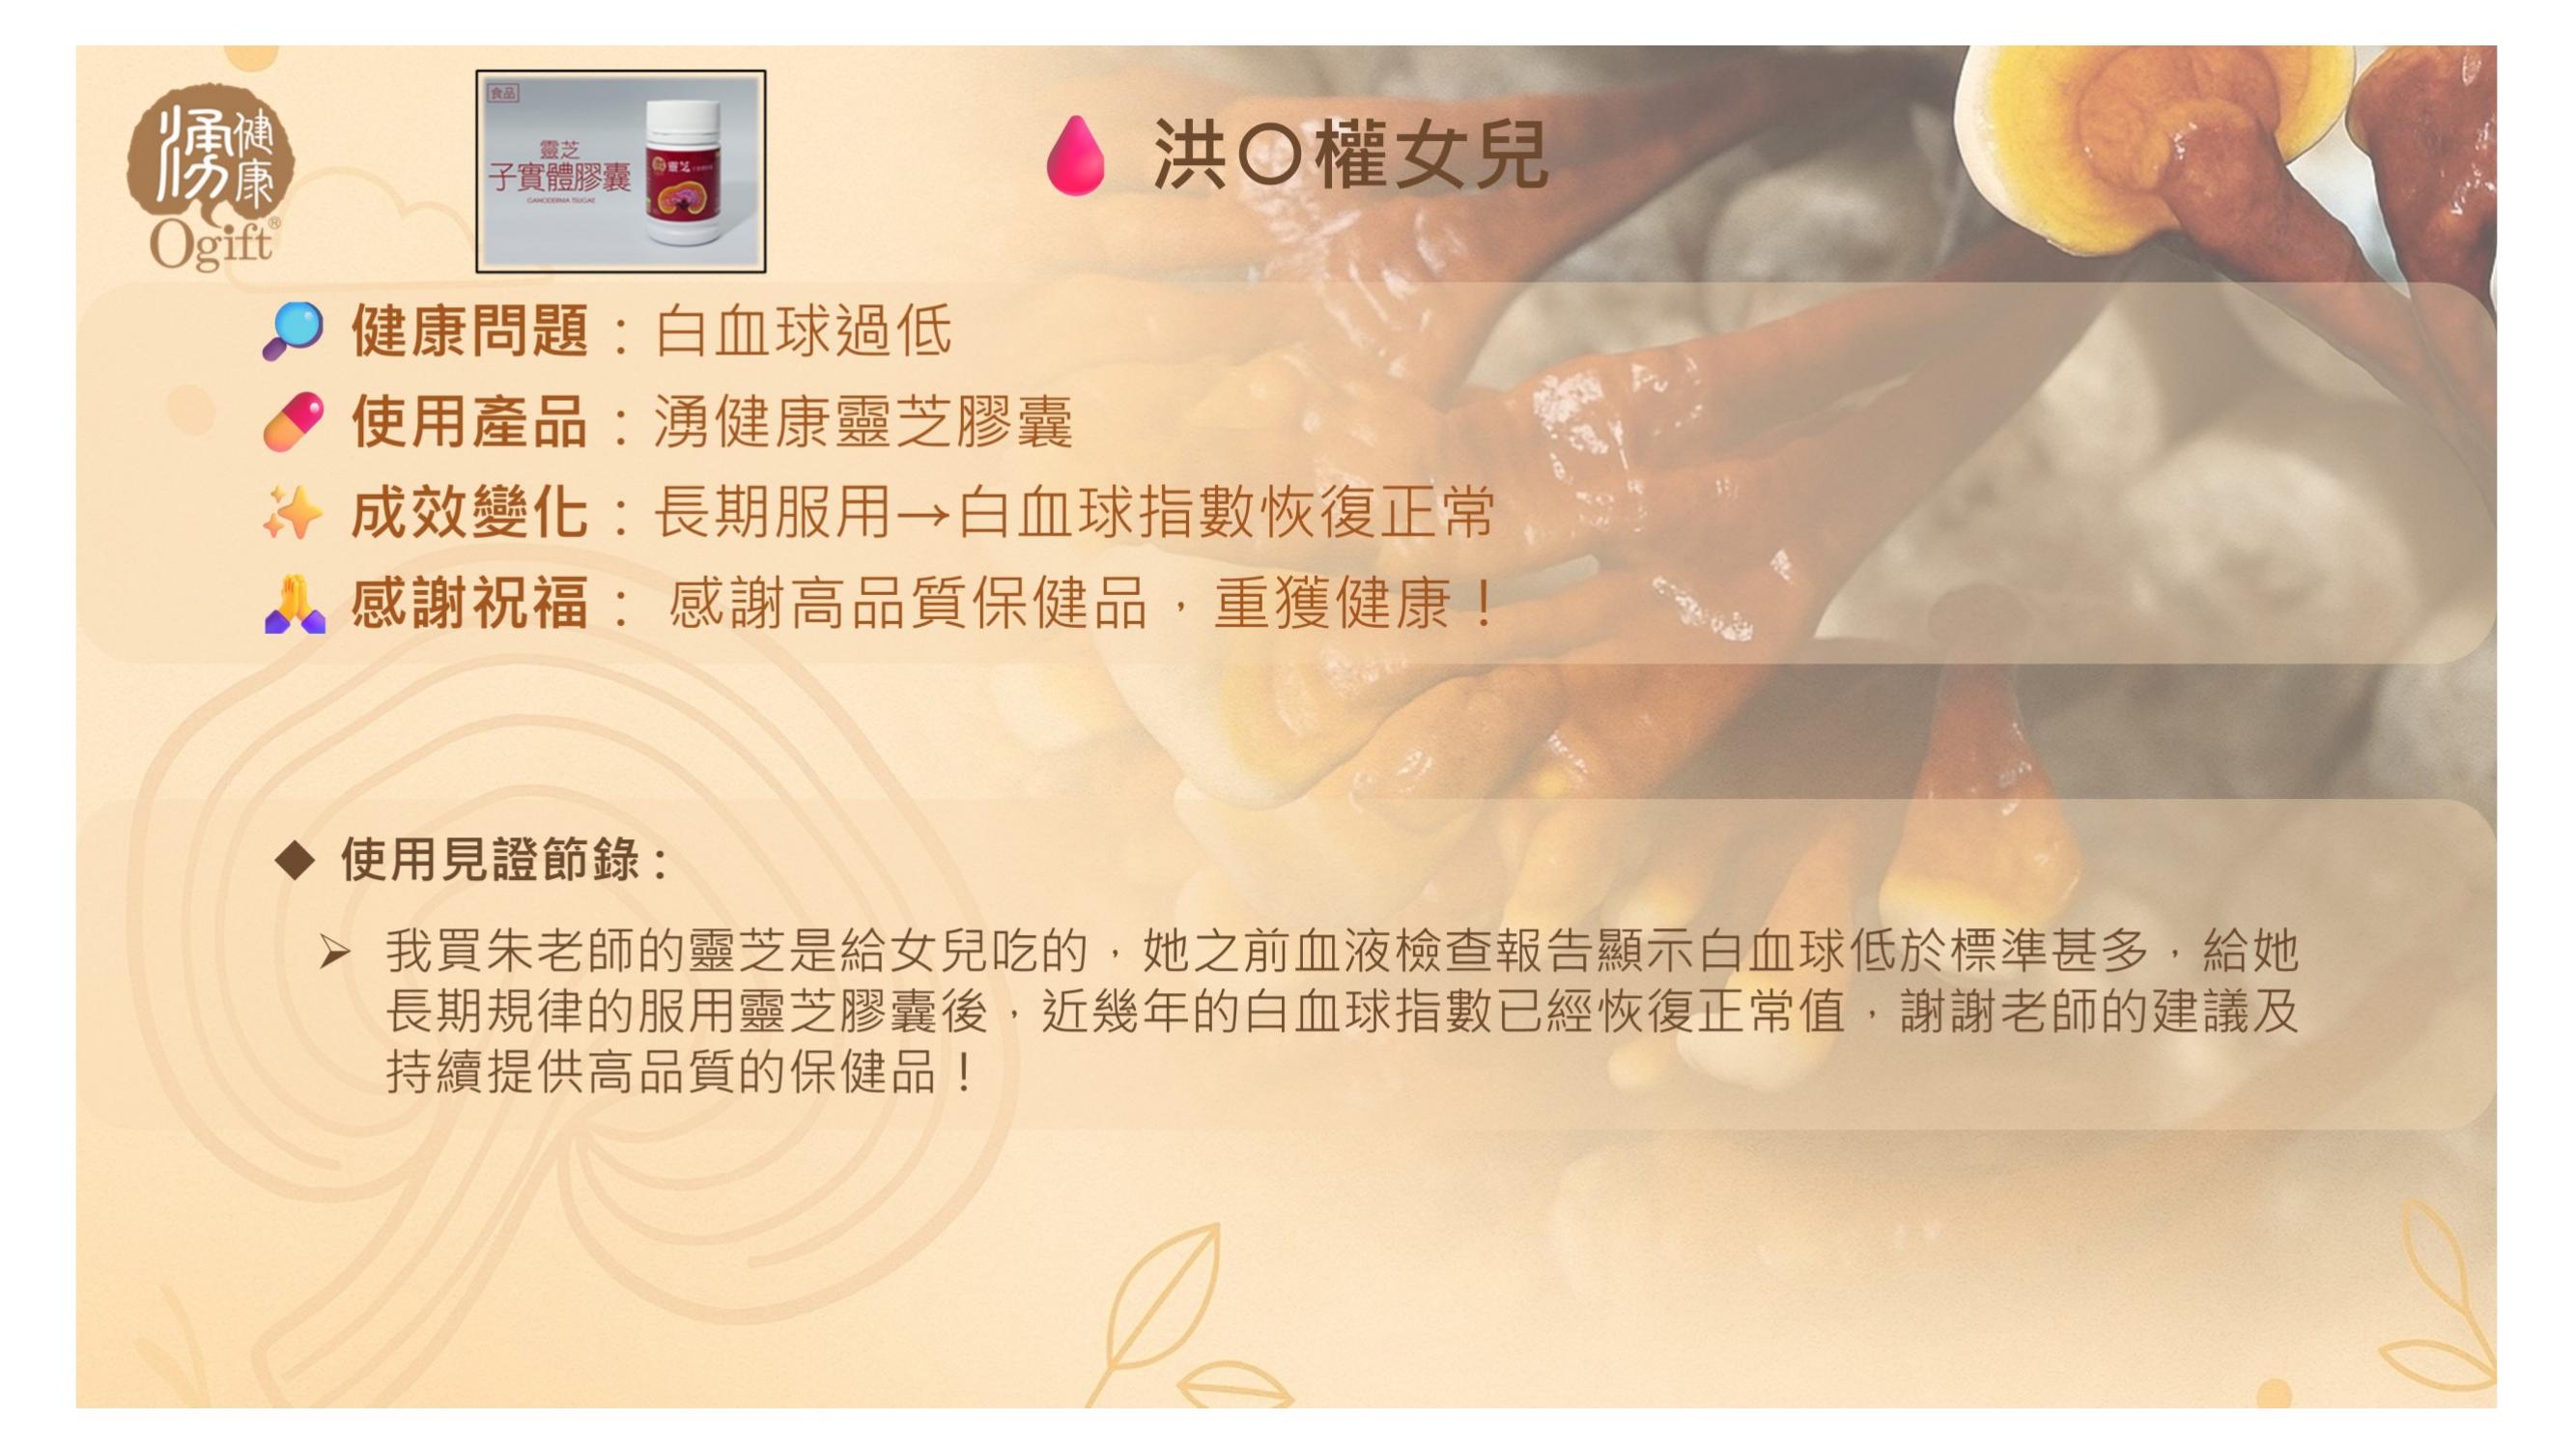 湧健康
Ogift®
食品
靈芝
子實體膠囊
GANODERMA TSUGAE
靈芝
洪〇權女兒
健康問題：白血球過低
使用產品：湧健康靈芝膠囊
成效變化：長期服用→白血球指數恢復正常
感謝祝福： 感謝高品質保健品，重獲健康！
◆ 使用見證節錄：
➢ 我買朱老師的靈芝是給女兒吃的，她之前血液檢查報告顯示白血球低於標準甚多，給她
長期規律的服用靈芝膠囊後，近幾年的白血球指數已經恢復正常值，謝謝老師的建議及
持續提供高品質的保健品！